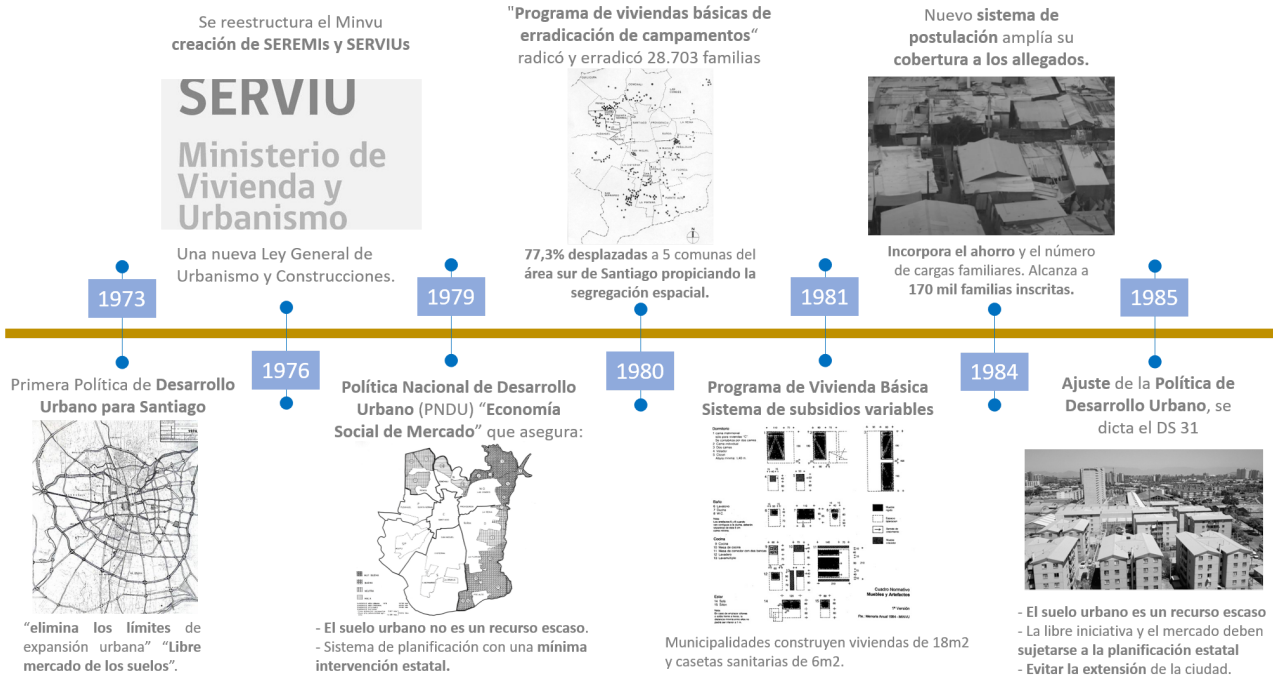 Se reestructura el Minvu
creación de SEREMIs y SERVIUs
SERVIU
Ministerio de
Vivienda y
Urbanismo
Una nueva Ley General de
Urbanismo y Construcciones.
"Programa de viviendas básicas de
erradicación de campamentos“
radicó y erradicó 28.703 familias
77,3% desplazadas a 5 comunas del
área sur de Santiago propiciando la
segregación espacial.
Nuevo sistema de
postulación amplía su
cobertura a los allegados.
Incorpora el ahorro y el número
de cargas familiares. Alcanza a
170 mil familias inscritas.
1973
1979
1981
1985
1976
1980
1984
Primera Política de Desarrollo
Urbano para Santiago
“elimina los límites de
expansión urbana” “Libre
mercado de los suelos”.
Política Nacional de Desarrollo
Urbano (PNDU) “Economía
Social de Mercado” que asegura:
- El suelo urbano no es un recurso escaso.
- Sistema de planificación con una mínima
intervención estatal.
Programa de Vivienda Básica
Sistema de subsidios variables
Dormitorio
Baño
Cocina
Estar
Cuadro Normativo
Muebles y Artefactos
Municipalidades construyen viviendas de 18m2
y casetas sanitarias de 6m2.
Ajuste de la Política de
Desarrollo Urbano, se
dicta el DS 31
- El suelo urbano es un recurso escaso
- La libre iniciativa y el mercado deben
sujetarse a la planificación estatal
- Evitar la extensión de la ciudad.